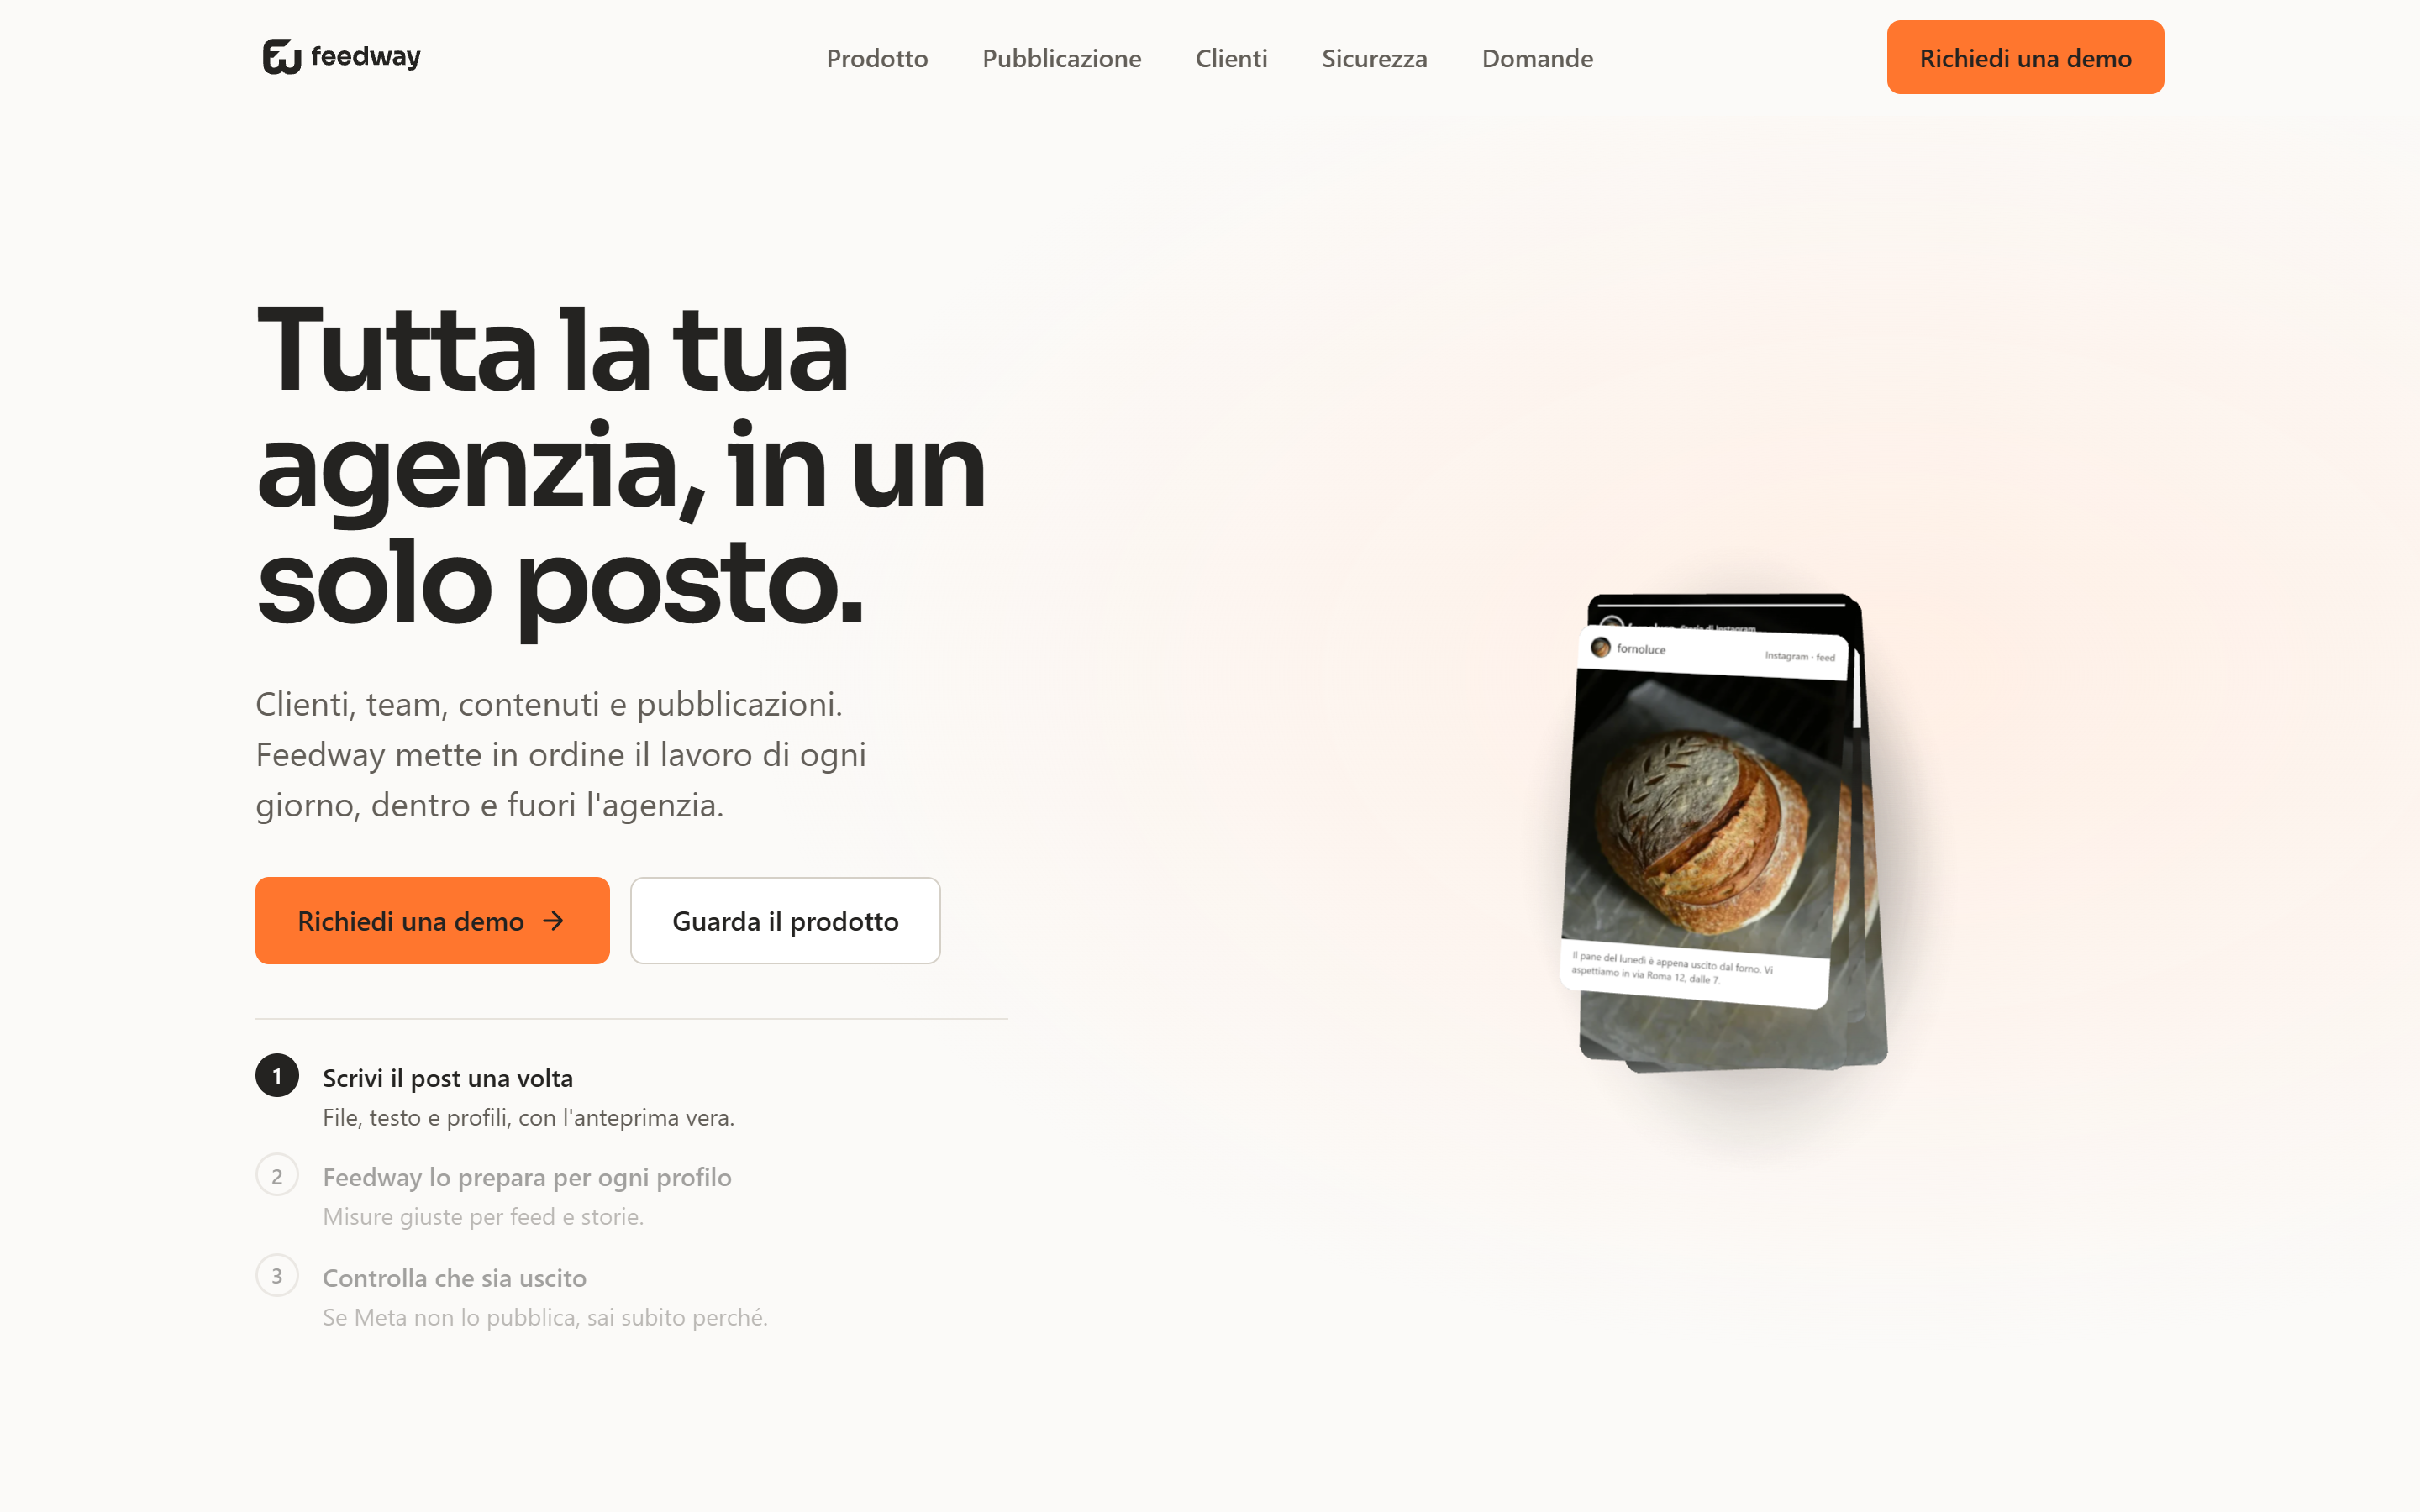 feedway
Prodotto
Pubblicazione
Clienti
Sicurezza
Domande
Richiedi una demo
Tutta la tua
agenzia, in un
solo posto.
Clienti, team, contenuti e pubblicazioni.
Feedway mette in ordine il lavoro di ogni
giorno, dentro e fuori l'agenzia.
Richiedi una demo →
Guarda il prodotto
1
Scrivi il post una volta
File, testo e profili, con l'anteprima vera.
2
Feedway lo prepara per ogni profilo
Misure giuste per feed e storie.
3
Controlla che sia uscito
Se Meta non lo pubblica, sai subito perché.
di Instagram
fornoluce
Instagram · feed
Il pane del lunedì è appena uscito dal forno. Vi
aspettiamo in via Roma 12, dalle 7.